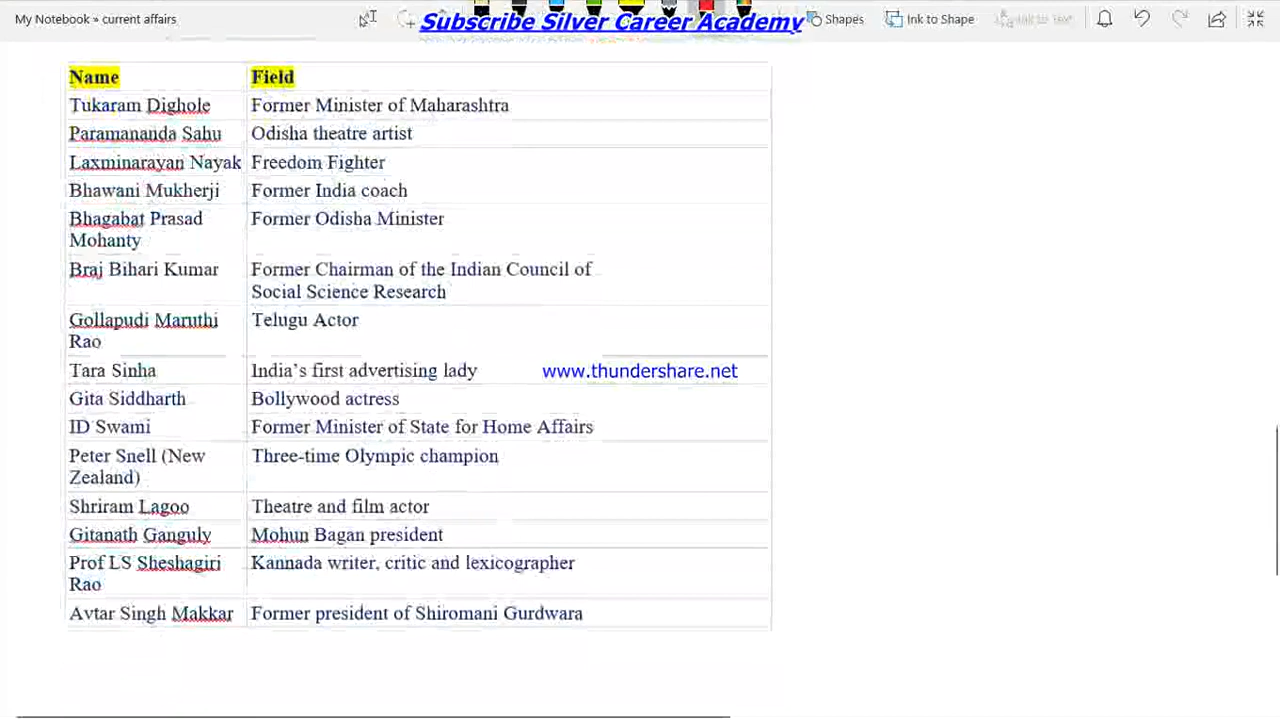 My Notebook » current affairs
Subscribe Silver Career Academy
Shapes
Ink to Shape
Ink to Text
Name Field
Tukaram Dighole Former Minister of Maharashtra
Paramananda Sahu Odisha theatre artist
Laxminarayan Nayak Freedom Fighter
Bhawani Mukherji Former India coach
Bhagabat Prasad Former Odisha Minister
Mohanty
Braj Bihari Kumar Former Chairman of the Indian Council of
Social Science Research
Gollapudi Maruthi Telugu Actor
Rao
Tara Sinha India’s first advertising lady www.thundershare.net
Gita Siddharth Bollywood actress
ID Swami Former Minister of State for Home Affairs
Peter Snell (New Three-time Olympic champion
Zealand)
Shriram Lagoo Theatre and film actor
Gitanath Ganguly Mohun Bagan president
Prof LS Sheshagiri Kannada writer, critic and lexicographer
Rao
Avtar Singh Makkar Former president of Shiromani Gurdwara